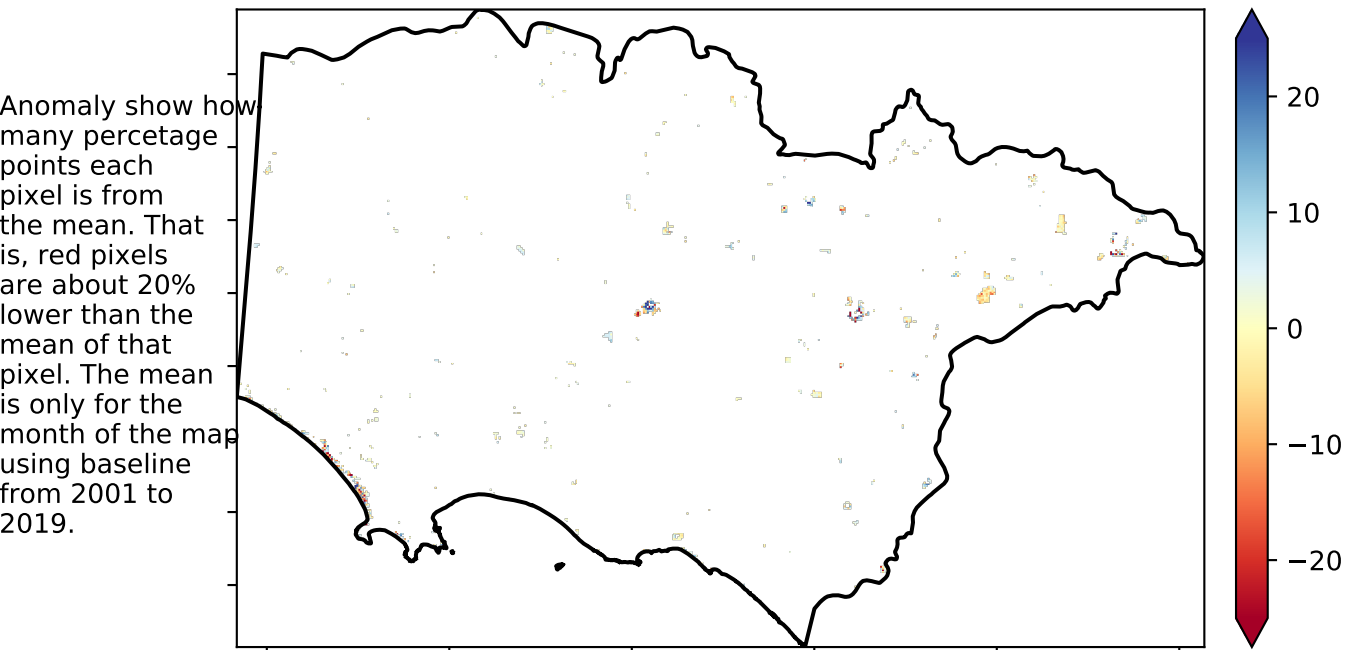 Anomaly show how
many percetage
points each
pixel is from
the mean. That
is, red pixels
are about 20%
lower than the
mean of that
pixel. The mean
is only for the
month of the map
using baseline
from 2001 to
2019.
20
10
0
−10
−20